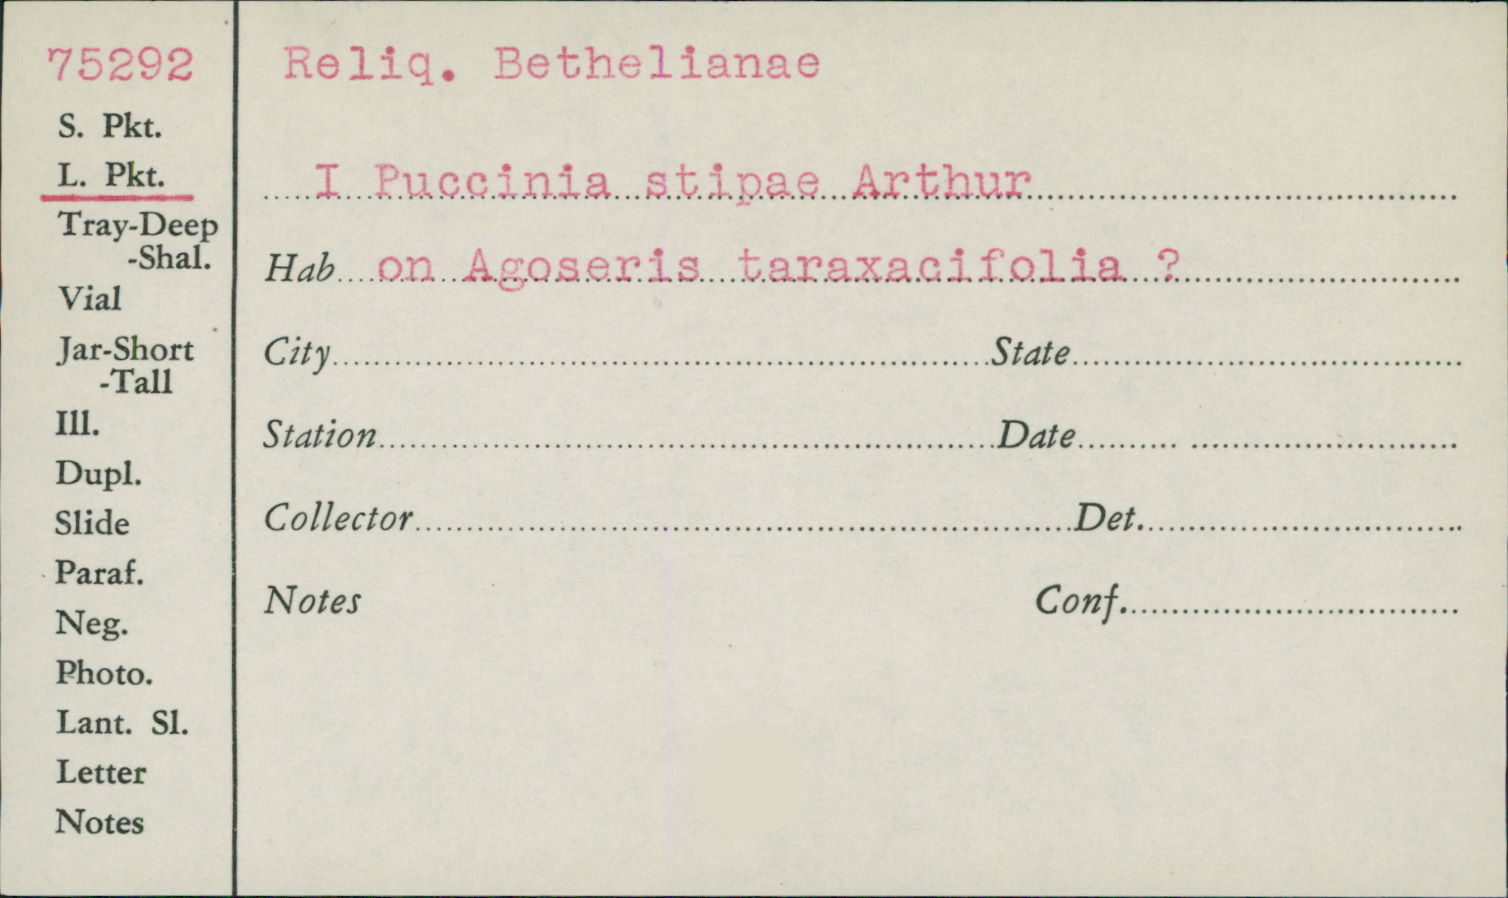 75292
S. Pkt.
L. Pkt.
Tray-Deep
-Shal.
Vial
Jar-Short
-Tall
Ill.
Dupl.
Slide
Paraf.
Neg.
Photo.
Lant. Sl.
Letter
Notes
Reliq. Bethelianae
I Puccinia stipae Arthur
Hab. on Agoseris taraxacifolia ?
City State
Station Date
Collector Det.
Notes Conf.